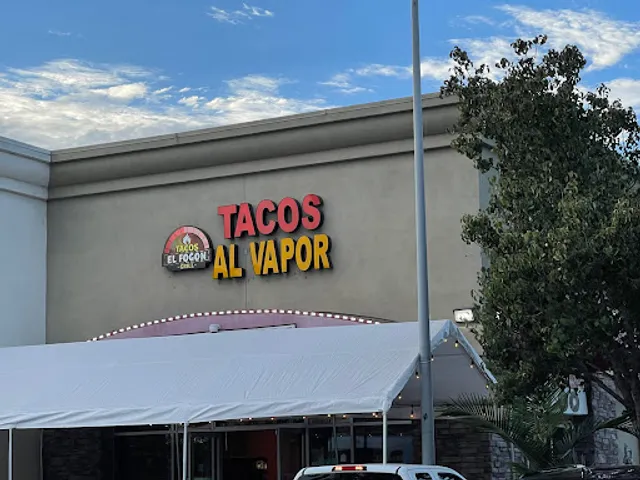 TACOS
EL FOGON
GRILL
TACOS
AL VAPOR